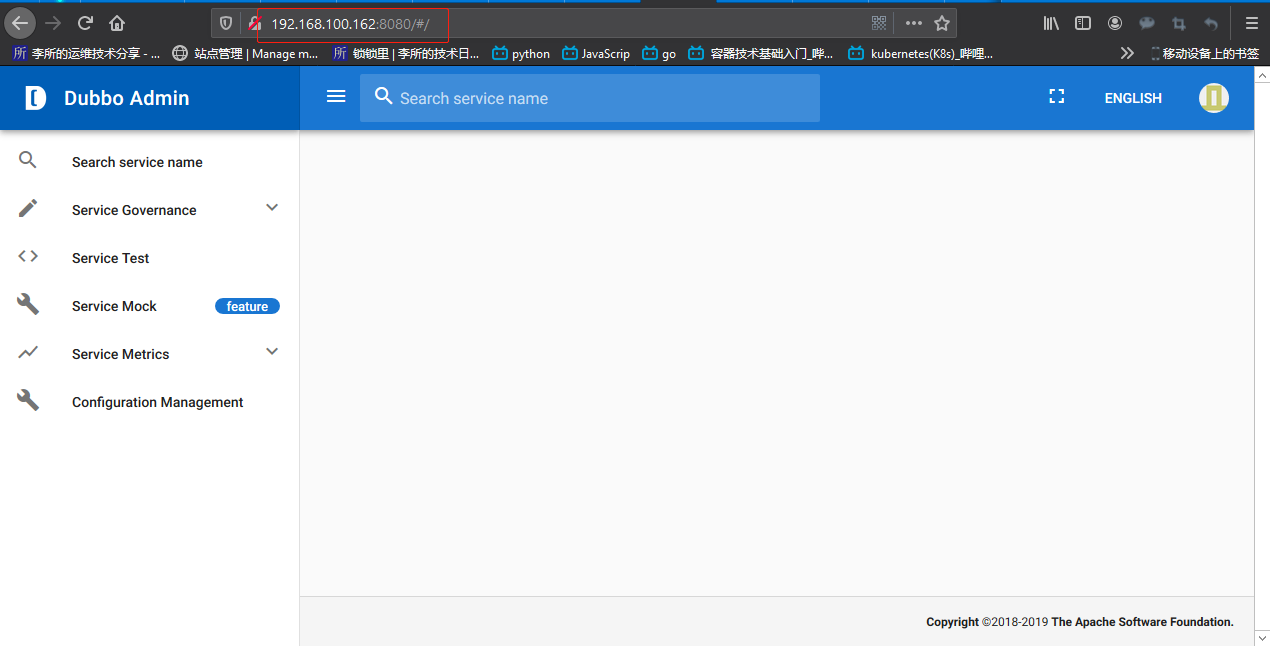 192.168.100.162:8080/#/
李所的运维技术分享 - ... 站点管理 | Manage m... 锁锁里 | 李所的技术日... python JavaScrip go 容器技术基础入门_哔... kubernetes(K8s)_哔哩... 移动设备上的书签
Dubbo Admin
Search service name
ENGLISH
Search service name
Service Governance
Service Test
Service Mock feature
Service Metrics
Configuration Management
Copyright ©2018-2019 The Apache Software Foundation.